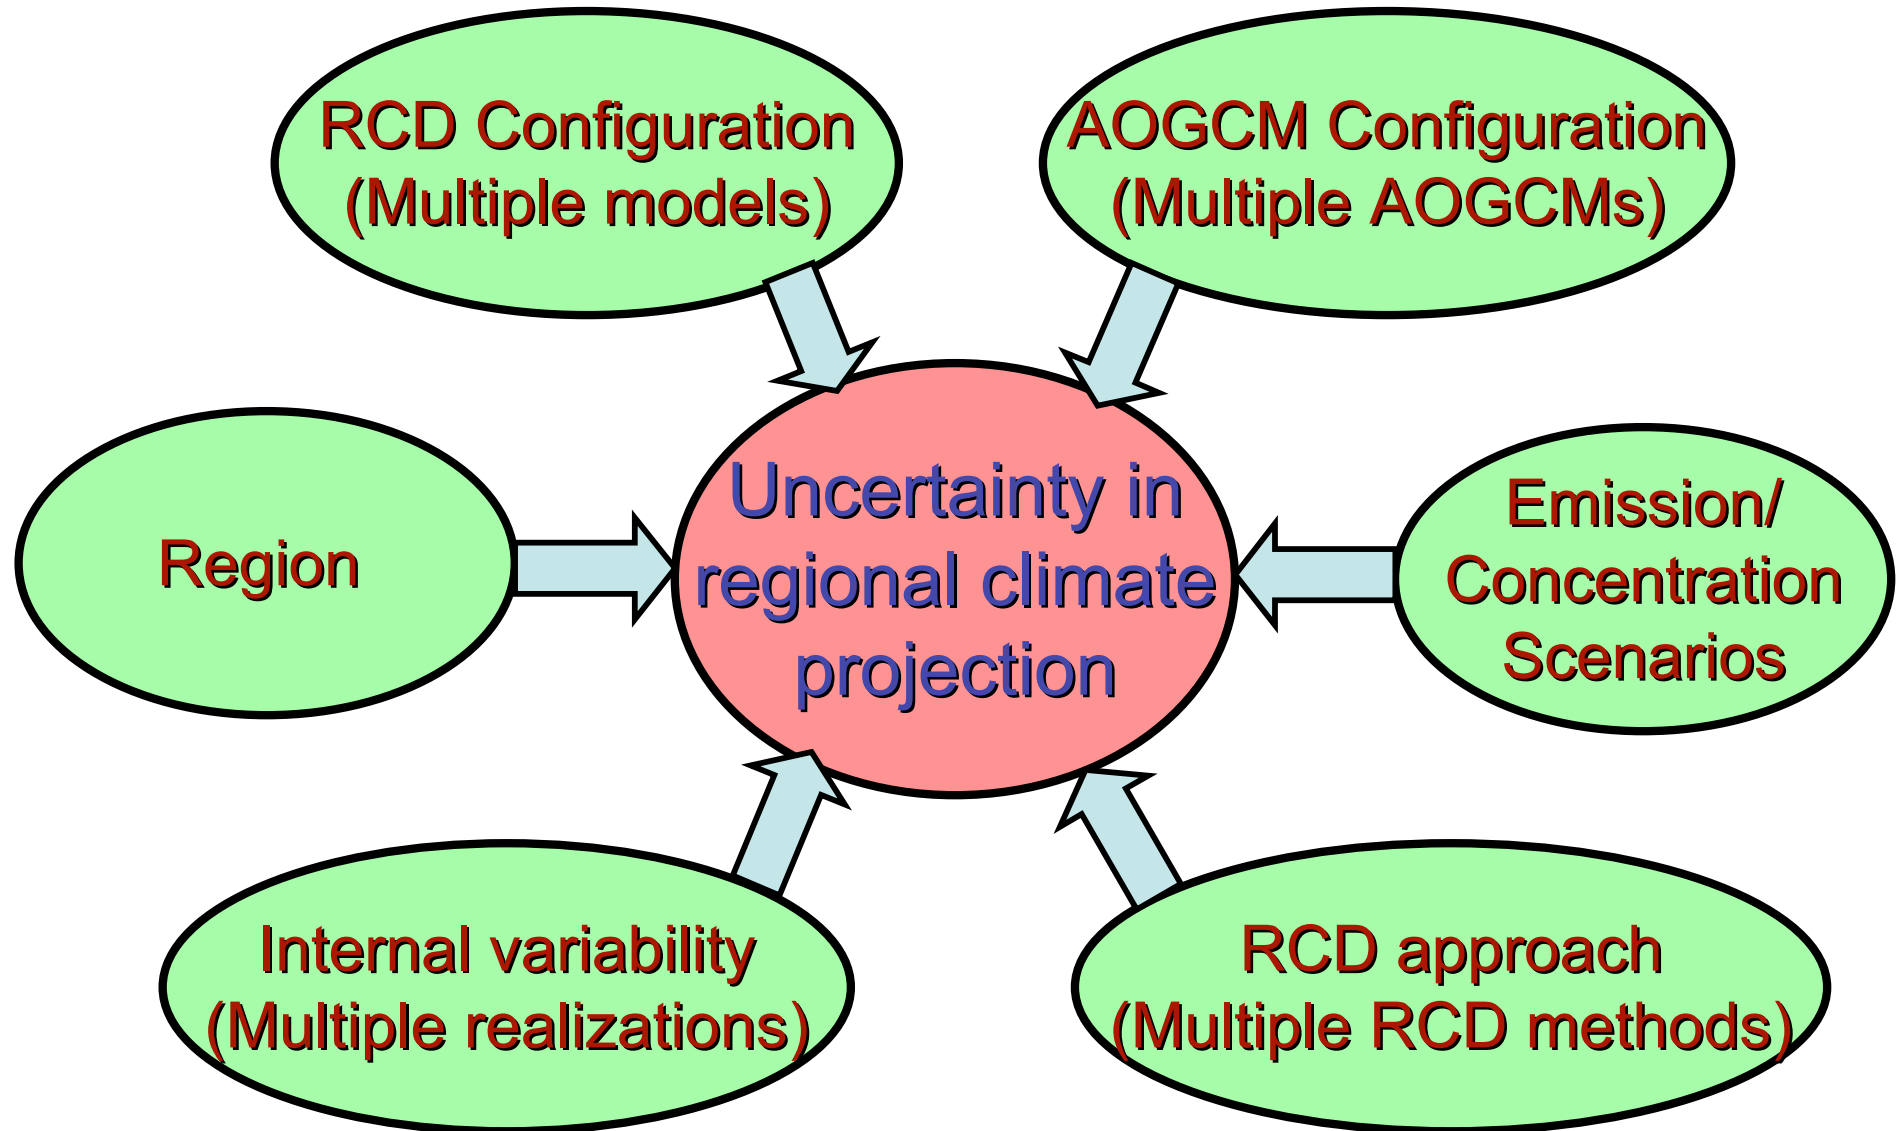 RCD Configuration
(Multiple models)
AOGCM Configuration
(Multiple AOGCMs)
Region
Uncertainty in
regional climate
projection
Emission/
Concentration
Scenarios
Internal variability
(Multiple realizations)
RCD approach
(Multiple RCD methods)